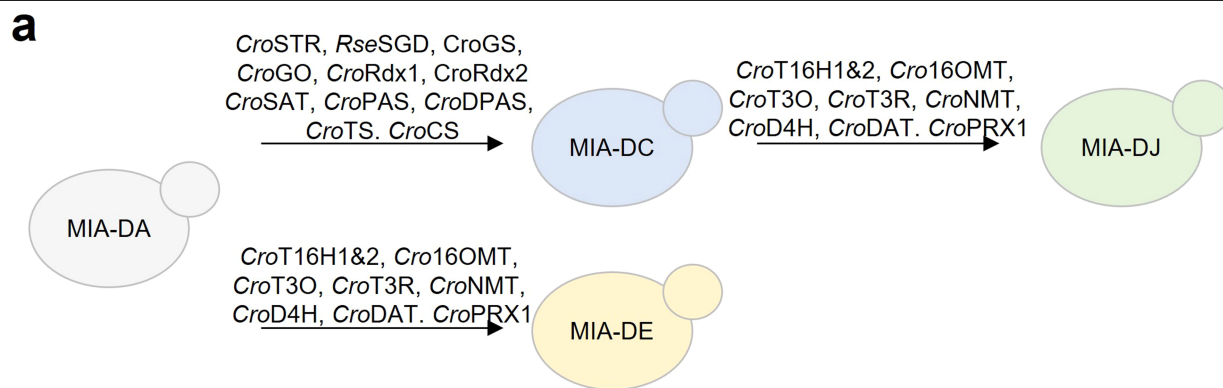 a
CroSTR, RseSGD, CroGS,
CroGO, CroRdx1, CroRdx2
CroSAT, CroPAS, CroDPAS,
CroTS. CroCS
MIA-DC
CroT16H1&2, Cro16OMT,
CroT3O, CroT3R, CroNMT,
CroD4H, CroDAT. CroPRX1
MIA-DJ
MIA-DA
CroT16H1&2, Cro16OMT,
CroT3O, CroT3R, CroNMT,
CroD4H, CroDAT. CroPRX1
MIA-DE